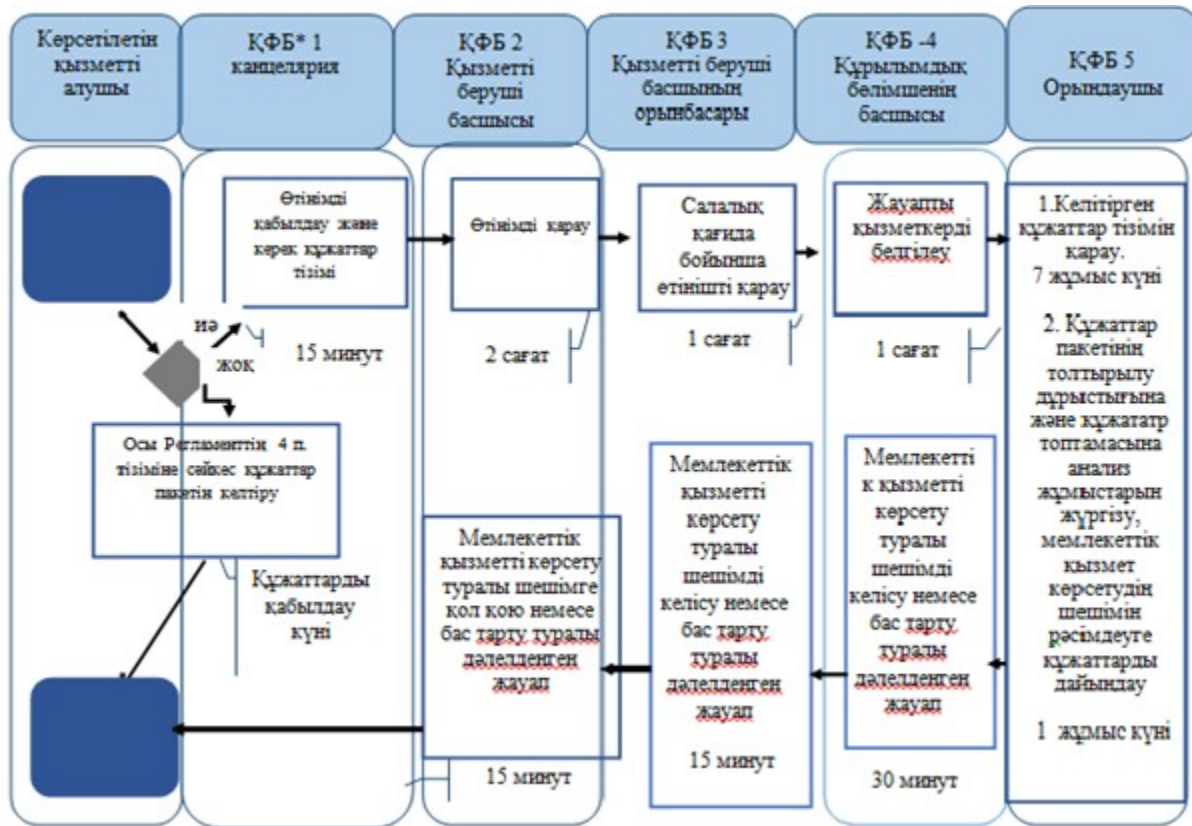 Көрсетілетін
қызметті
алушы
ҚФБ* 1
канцелярия
ҚФБ 2
Қызметті
беруші
басшысы
ҚФБ 3
Қызметті беруші
басшының
орынбасары
ҚФБ -4
Құрылымдық
бөлімшенің
басшысы
ҚФБ 5
Орындаушы
Өтінімді
қабылдау және
керек құжаттар
тізімі
15 минут
Өтінімді қарау
2 сағат
Салалық
қағида
бойынша
өтінішті қарау
1 сағат
Жауапты
қызметкерді
белгілеу
1 сағат
1.Келітірген
құжаттар тізімін
қарау.
7 жұмыс күні
2. Құжаттар
пакетінің
толтырылу
дұрыстығына
және құжататр
топтамасына
анализ
жұмыстарын
жүргізу,
мемлекеттік
қызмет
көрсетудің
шешімін
рәсімдеуге
құжаттарды
дайындау
1 жұмыс күні
иә
жоқ
Осы Регламенттің 4 п.
тізіміне сәйкес құжаттар
пакетін келтіру
Құжаттарды
қабылдау
күні
Мемлекеттік
қызметті көрсету
туралы шешімге
қол қою немесе
бас тарту туралы
дәлелденген
жауап
15 минут
Мемлекеттік
қызметті
көрсету
туралы
шешімді
келісу немесе
бас тарту
туралы
дәлелденген
жауап
15 минут
Мемлекетті
к қызметті
көрсету
туралы
шешімді
келісу немесе
бас тарту
туралы
дәлелденген
жауап
30 минут